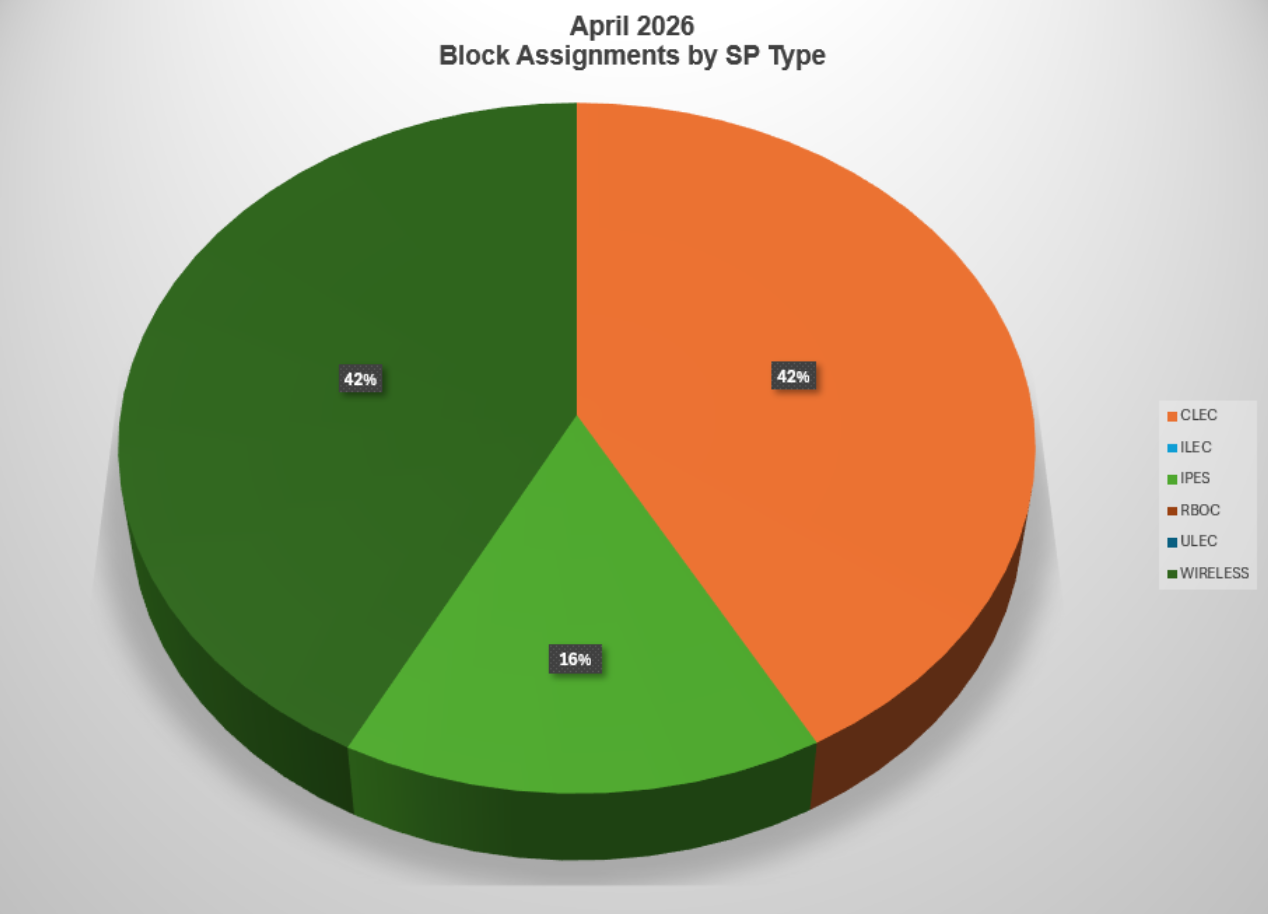 April 2026
Block Assignments by SP Type
42%
42%
16%
CLEC
ILEC
IPES
RBOC
ULEC
WIRELESS